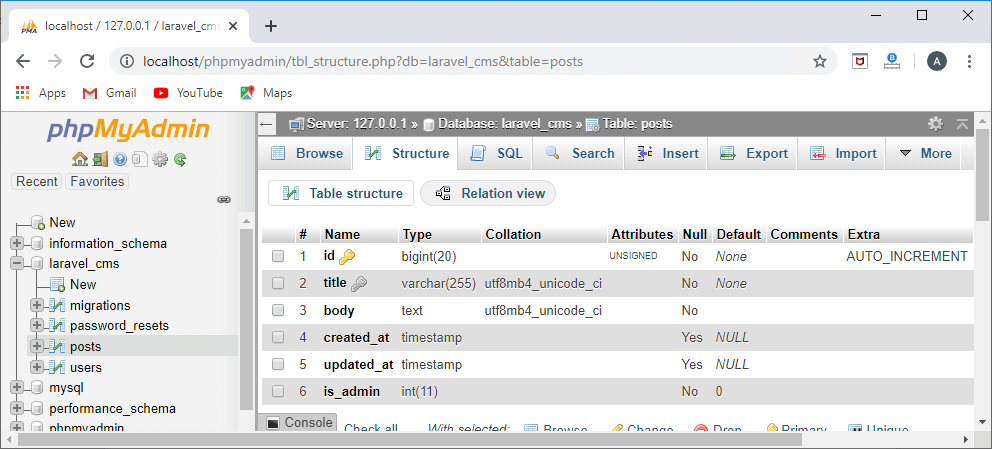 localhost / 127.0.0.1 / laravel_cms
localhost/phpmyadmin/tbl_structure.php?db=laravel_cms&table=posts
A
Apps Gmail YouTube Maps
phpMyAdmin
Recent Favorites
New
information_schema
laravel_cms
New
migrations
password_resets
posts
users
mysql
performance_schema
phpmyadmin
Server: 127.0.0.1 » Database: laravel_cms » Table: posts
Browse Structure SQL Search Insert Export Import More
Table structure Relation view
# Name Type Collation Attributes Null Default Comments Extra
1 id bigint(20) UNSIGNED No None AUTO_INCREMENT
2 title varchar(255) utf8mb4_unicode_ci No None
3 body text utf8mb4_unicode_ci No
4 created_at timestamp Yes NULL
5 updated_at timestamp Yes NULL
6 is_admin int(11) No 0
Console Check all With selected: Browse Change Drop Primary Unique